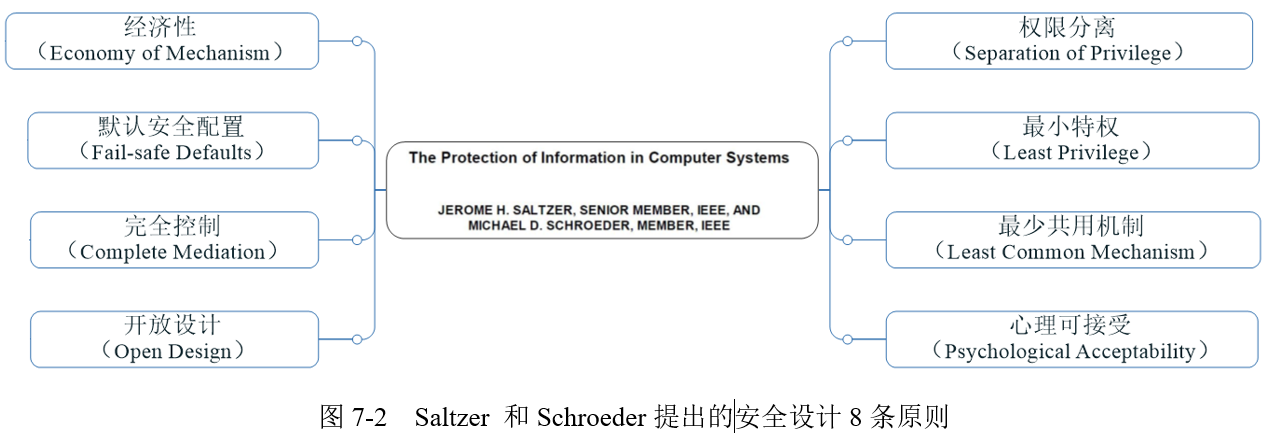 经济性
（Economy of Mechanism）
默认安全配置
（Fail-safe Defaults）
完全控制
（Complete Mediation）
开放设计
（Open Design）
The Protection of Information in Computer Systems
JEROME H. SALTZER, SENIOR MEMBER, IEEE, AND
MICHAEL D. SCHROEDER, MEMBER, IEEE
权限分离
（Separation of Privilege）
最小特权
（Least Privilege）
最少共用机制
（Least Common Mechanism）
心理可接受
（Psychological Acceptability）
图 7-2 Saltzer 和 Schroeder 提出的安全设计 8 条原则